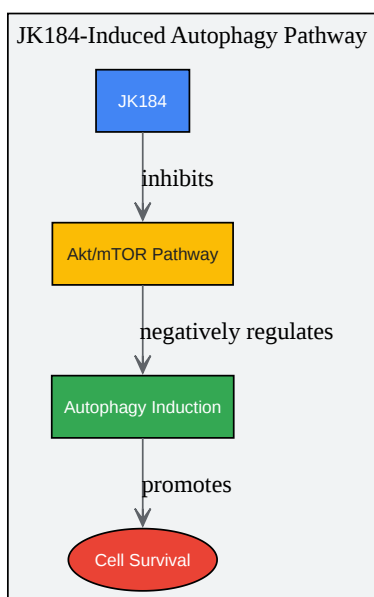 JK184-Induced Autophagy Pathway
JK184
inhibits
Akt/mTOR Pathway
negatively regulates
Autophagy Induction
promotes
Cell Survival